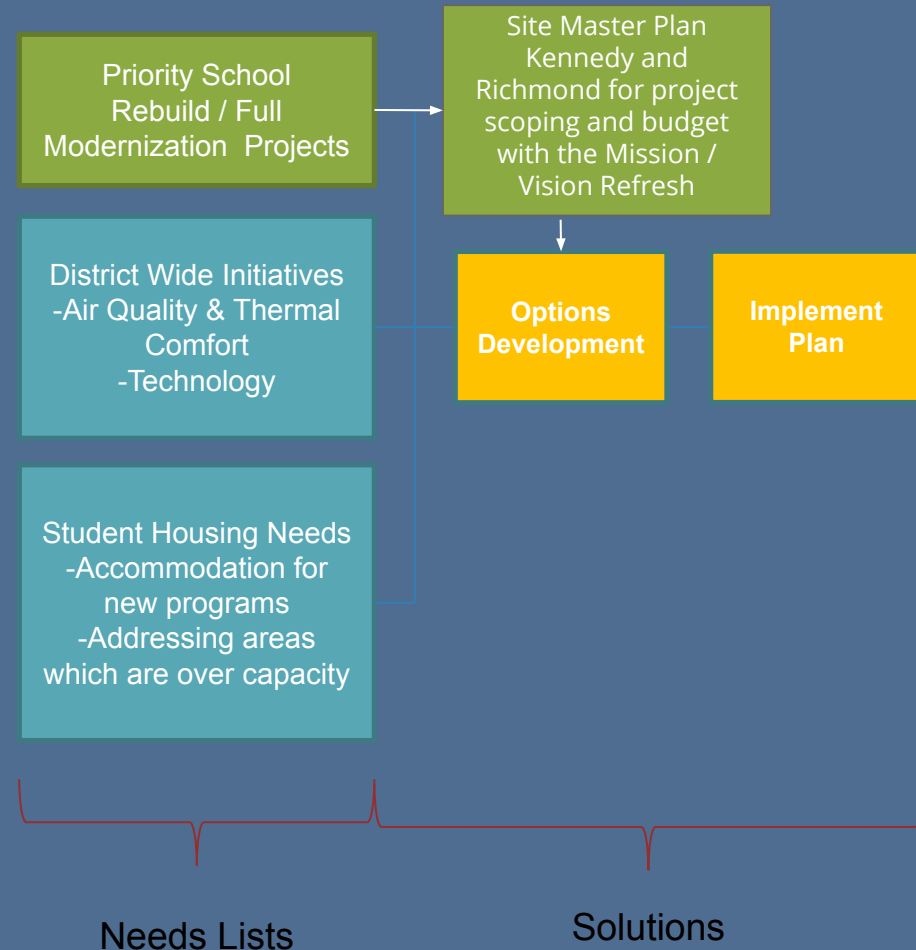 Priority School
Rebuild / Full
Modernization Projects
Site Master Plan
Kennedy and
Richmond for project
scoping and budget
with the Mission /
Vision Refresh
District Wide Initiatives
-Air Quality & Thermal
Comfort
-Technology
Options
Development
Implement
Plan
Student Housing Needs
-Accommodation for
new programs
-Addressing areas
which are over capacity
Needs Lists
Solutions